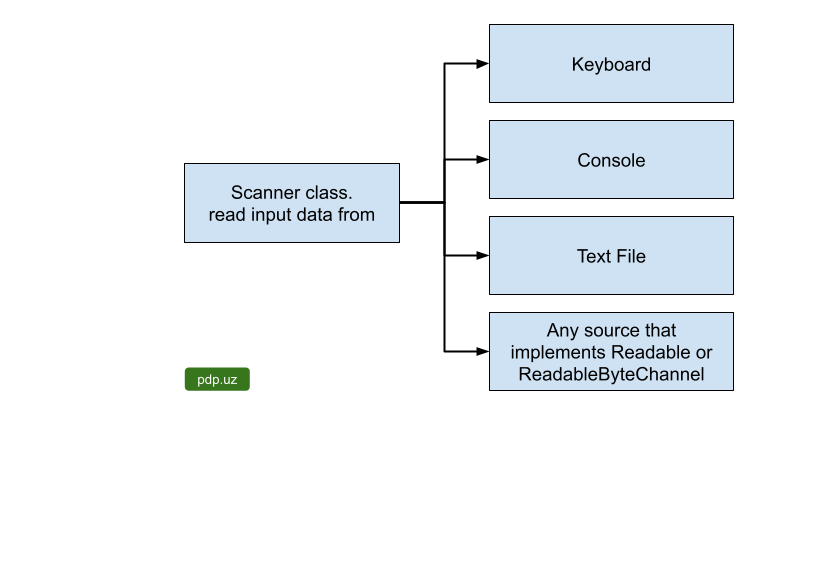 Scanner class.
read input data from
Keyboard
Console
Text File
Any source that
implements Readable or
ReadableByteChannel
pdp.uz